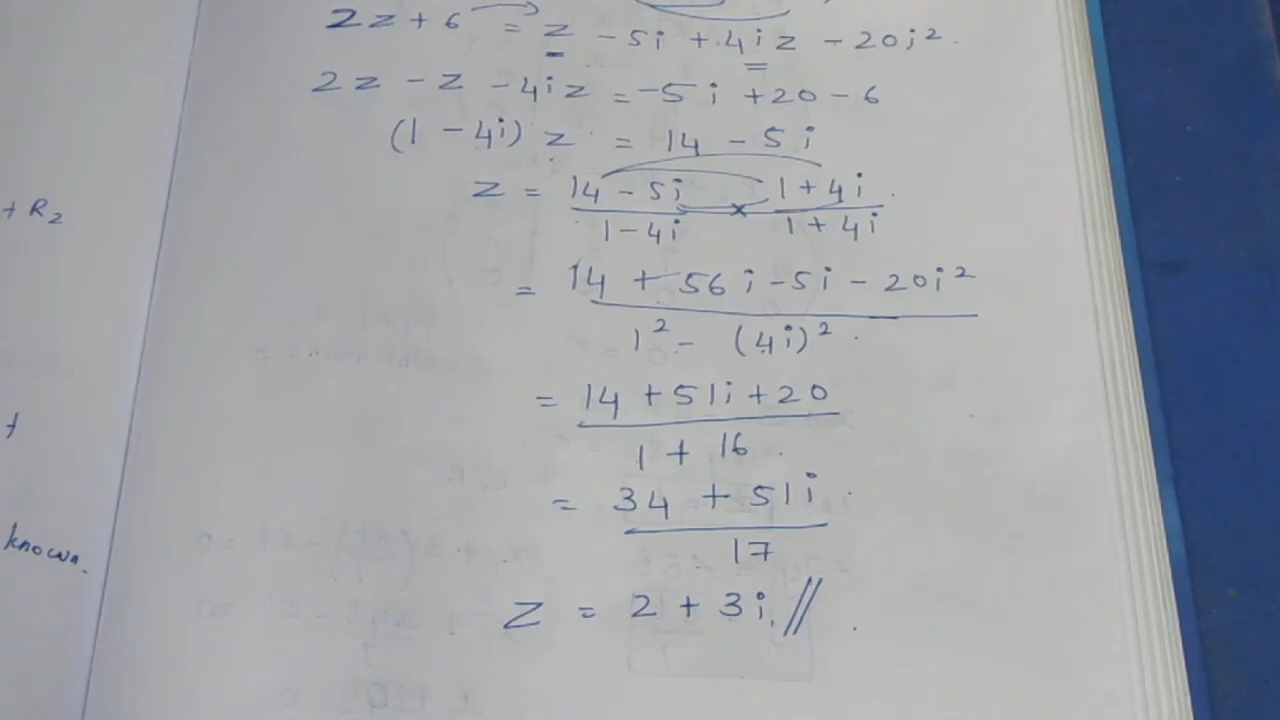 2z + 6 = z - 5i + 4iz - 20i².
2z - z - 4iz = -5i + 20 - 6
(1 - 4i) z = 14 - 5i
+ R₂
z = 14 - 5i / 1 - 4i × 1 + 4i / 1 + 4i
= 14 + 56i - 5i - 20i² / 1² - (4i)²
= 14 + 51i + 20 / 1 + 16
= 34 + 51i / 17
known.
z = 2 + 3i //